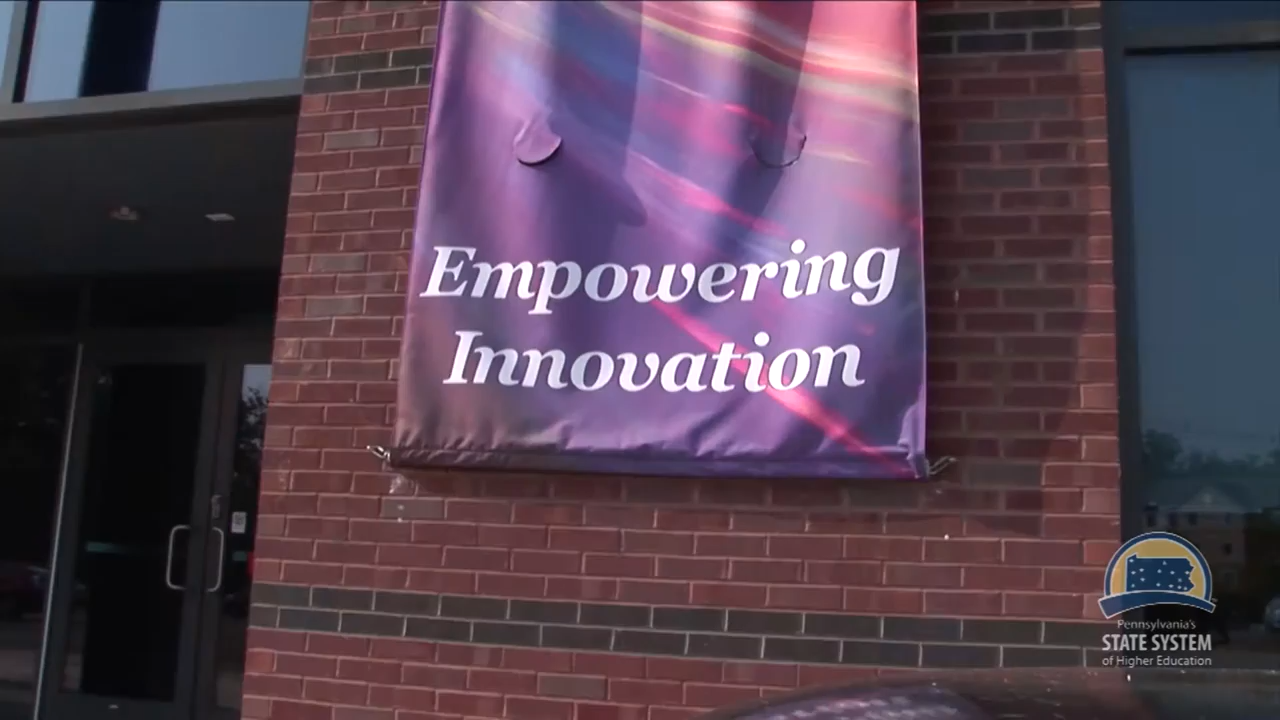 Empowering
Innovation
Pennsylvania's
STATE SYSTEM
of Higher Education